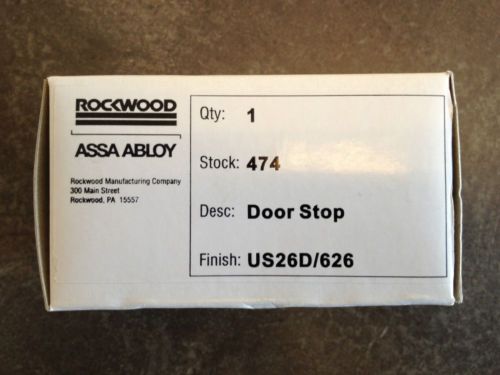 ROCKWOOD
ASSA ABLOY
Rockwood Manufacturing Company
300 Main Street
Rockwood, PA 15557
Qty: 1
Stock: 474
Desc: Door Stop
Finish: US26D/626